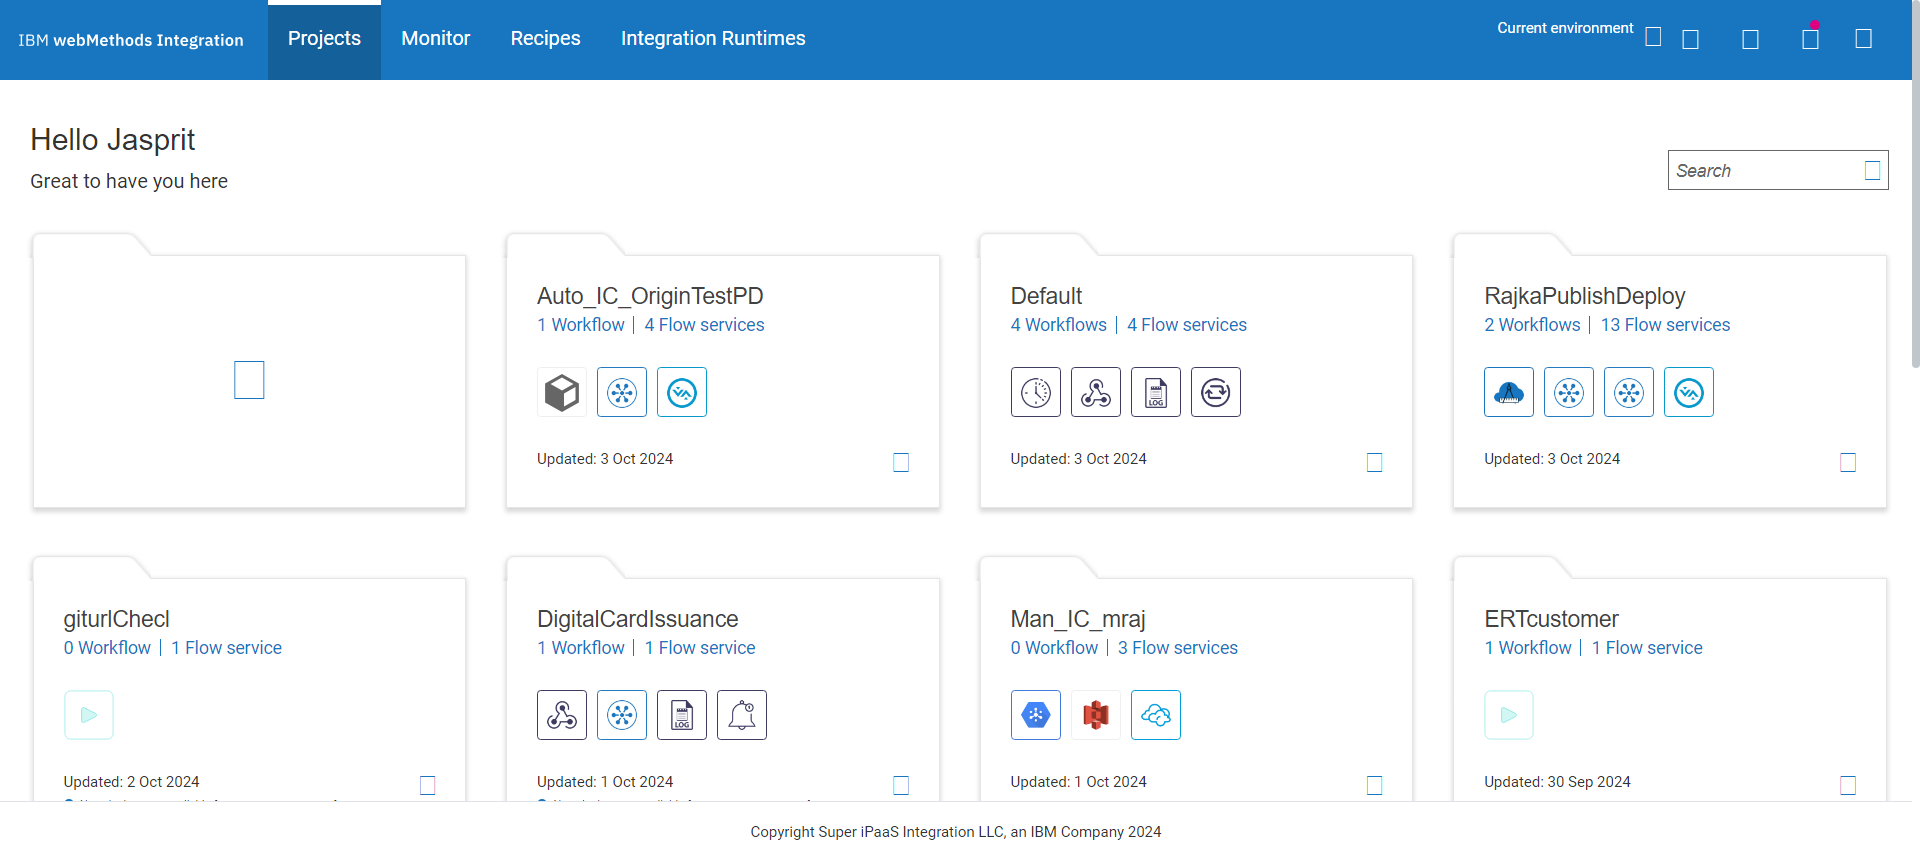 IBM webMethods Integration
Projects
Monitor
Recipes
Integration Runtimes
Current environment
Hello Jasprit
Great to have you here
Search
Auto_IC_OriginTestPD
1 Workflow | 4 Flow services
Updated: 3 Oct 2024
Default
4 Workflows | 4 Flow services
LOG
Updated: 3 Oct 2024
RajkaPublishDeploy
2 Workflows | 13 Flow services
Updated: 3 Oct 2024
giturlChecl
0 Workflow | 1 Flow service
Updated: 2 Oct 2024
DigitalCardIssuance
1 Workflow | 1 Flow service
LOG
Updated: 1 Oct 2024
Man_IC_mraj
0 Workflow | 3 Flow services
Updated: 1 Oct 2024
ERTcustomer
1 Workflow | 1 Flow service
Updated: 30 Sep 2024
Copyright Super iPaaS Integration LLC, an IBM Company 2024